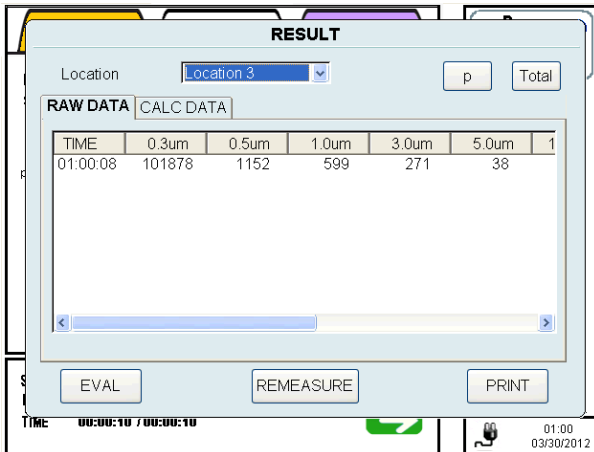 RESULT
Location Location 3 p Total
RAW DATA CALC DATA
TIME 0.3um 0.5um 1.0um 3.0um 5.0um 1
01:00:08 101878 1152 599 271 38
EVAL REMEASURE PRINT
TIME 00:00:10 / 00:00:10
01:00
03/30/2012